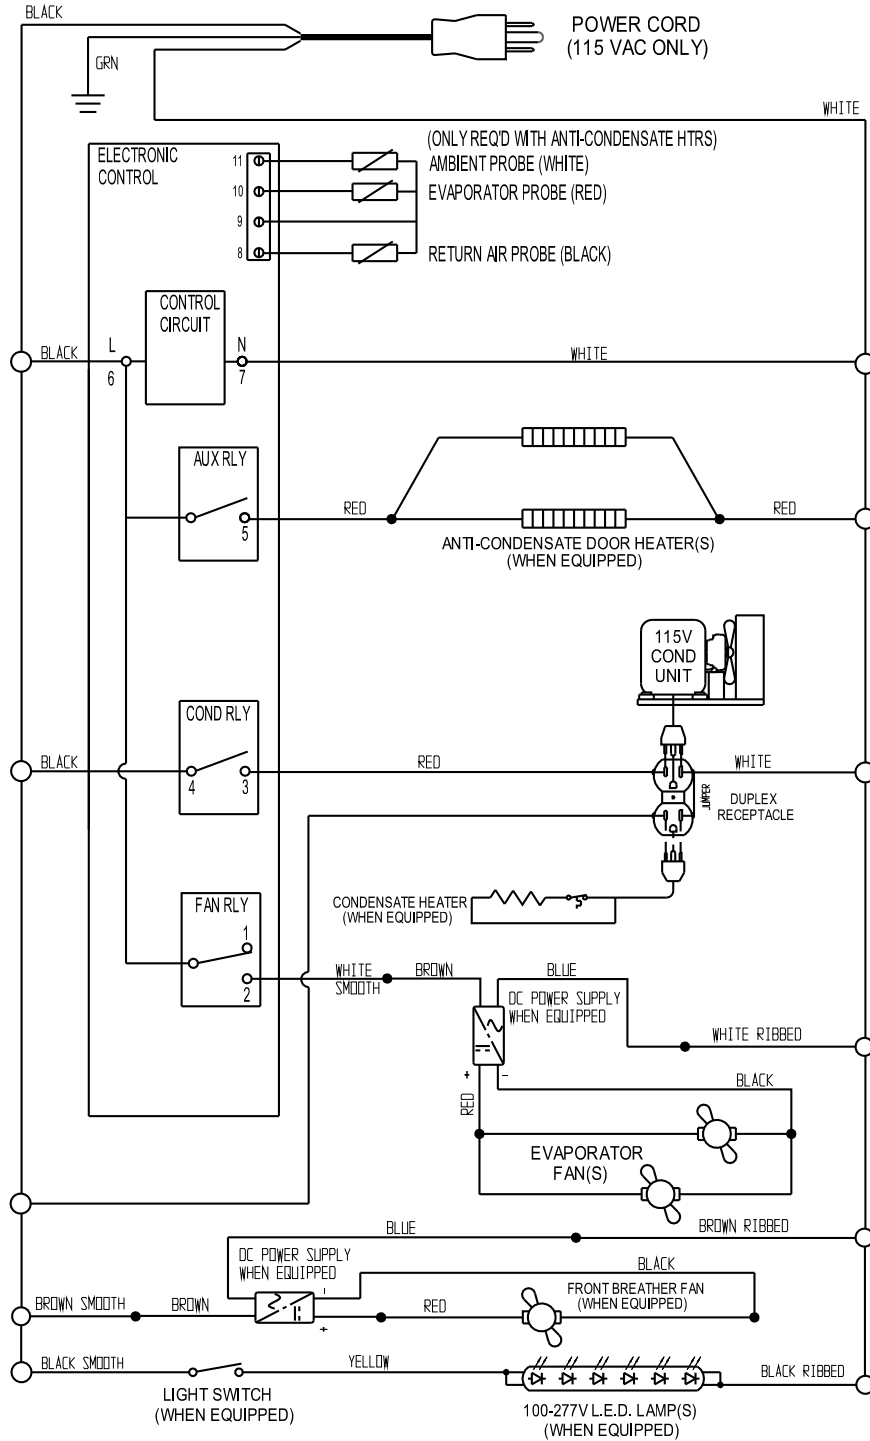 BLACK
POWER CORD
(115 VAC ONLY)
GRN
WHITE
ELECTRONIC
CONTROL
(ONLY REQ'D WITH ANTI-CONDENSATE HTRS)
11
AMBIENT PROBE (WHITE)
10
EVAPORATOR PROBE (RED)
9
8
RETURN AIR PROBE (BLACK)
CONTROL
CIRCUIT
BLACK
L
N
WHITE
6
7
AUX RLY
RED
RED
5
ANTI-CONDENSATE DOOR HEATER(S)
(WHEN EQUIPPED)
115V
COND
UNIT
COND RLY
BLACK
RED
WHITE
4
3
JUMPER
DUPLEX
RECEPTACLE
CONDENSATE HEATER
(WHEN EQUIPPED)
FAN RLY
1
2
WHITE
SMOOTH
BROWN
BLUE
DC POWER SUPPLY
WHEN EQUIPPED
WHITE RIBBED
+
-
RED
BLACK
EVAPORATOR
FAN(S)
BLUE
BROWN RIBBED
DC POWER SUPPLY
WHEN EQUIPPED
-
BLACK
BROWN SMOOTH
BROWN
+
RED
FRONT BREATHER FAN
(WHEN EQUIPPED)
BLACK SMOOTH
YELLOW
BLACK RIBBED
LIGHT SWITCH
(WHEN EQUIPPED)
100-277V L.E.D. LAMP(S)
(WHEN EQUIPPED)